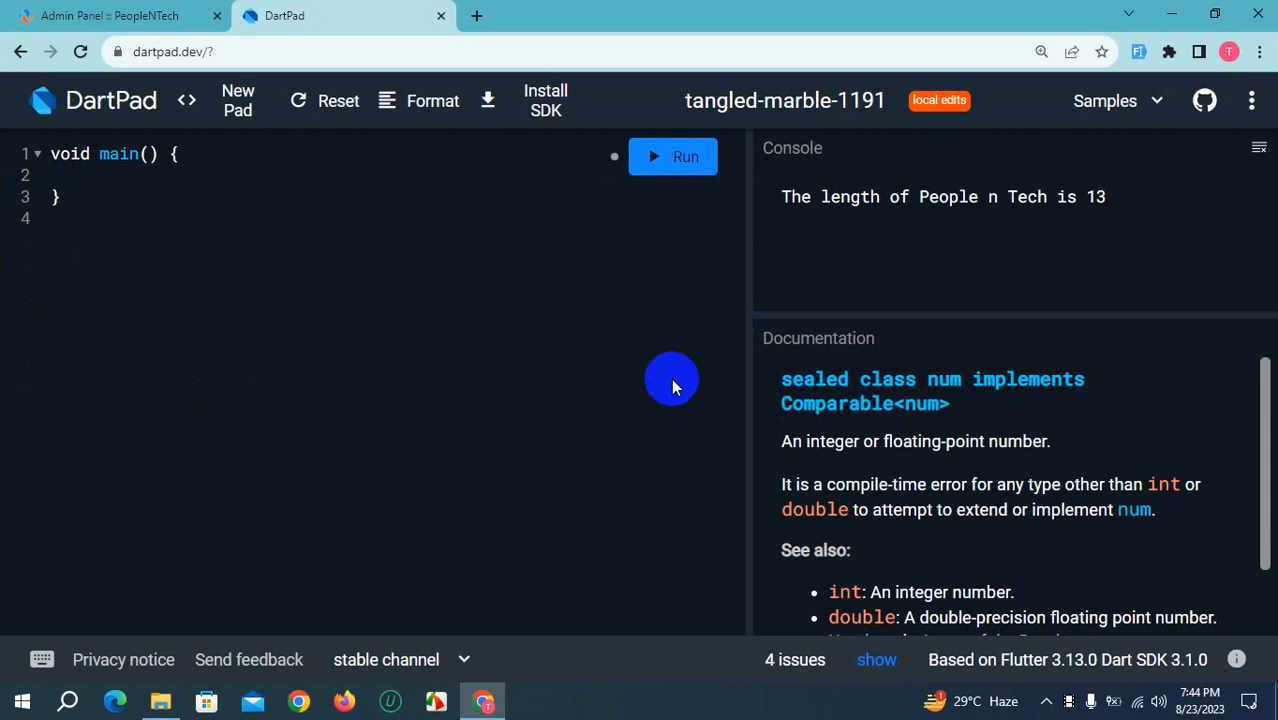 Admin Panel :: PeopleNTech
DartPad
dartpad.dev/?
DartPad
<>
New Pad
Reset
Format
Install SDK
tangled-marble-1191
local edits
Samples
1 void main() {
2
3 }
4
Run
Console
The length of People n Tech is 13
Documentation
sealed class num implements
Comparable<num>
An integer or floating-point number.
It is a compile-time error for any type other than int or
double to attempt to extend or implement num.
See also:
• int: An integer number.
• double: A double-precision floating point number.
Privacy notice
Send feedback
stable channel
4 issues
show
Based on Flutter 3.13.0 Dart SDK 3.1.0
29°C Haze
7:44 PM
8/23/2023